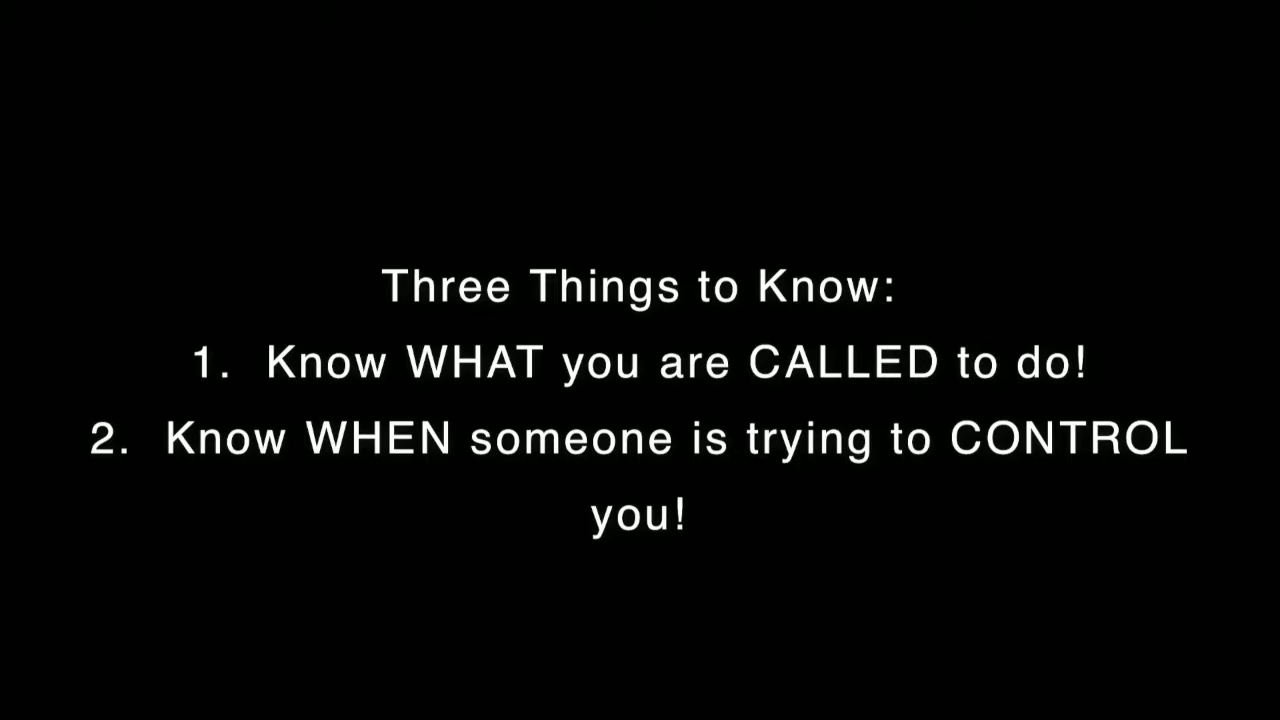 Three Things to Know:
1. Know WHAT you are CALLED to do!
2. Know WHEN someone is trying to CONTROL
you!